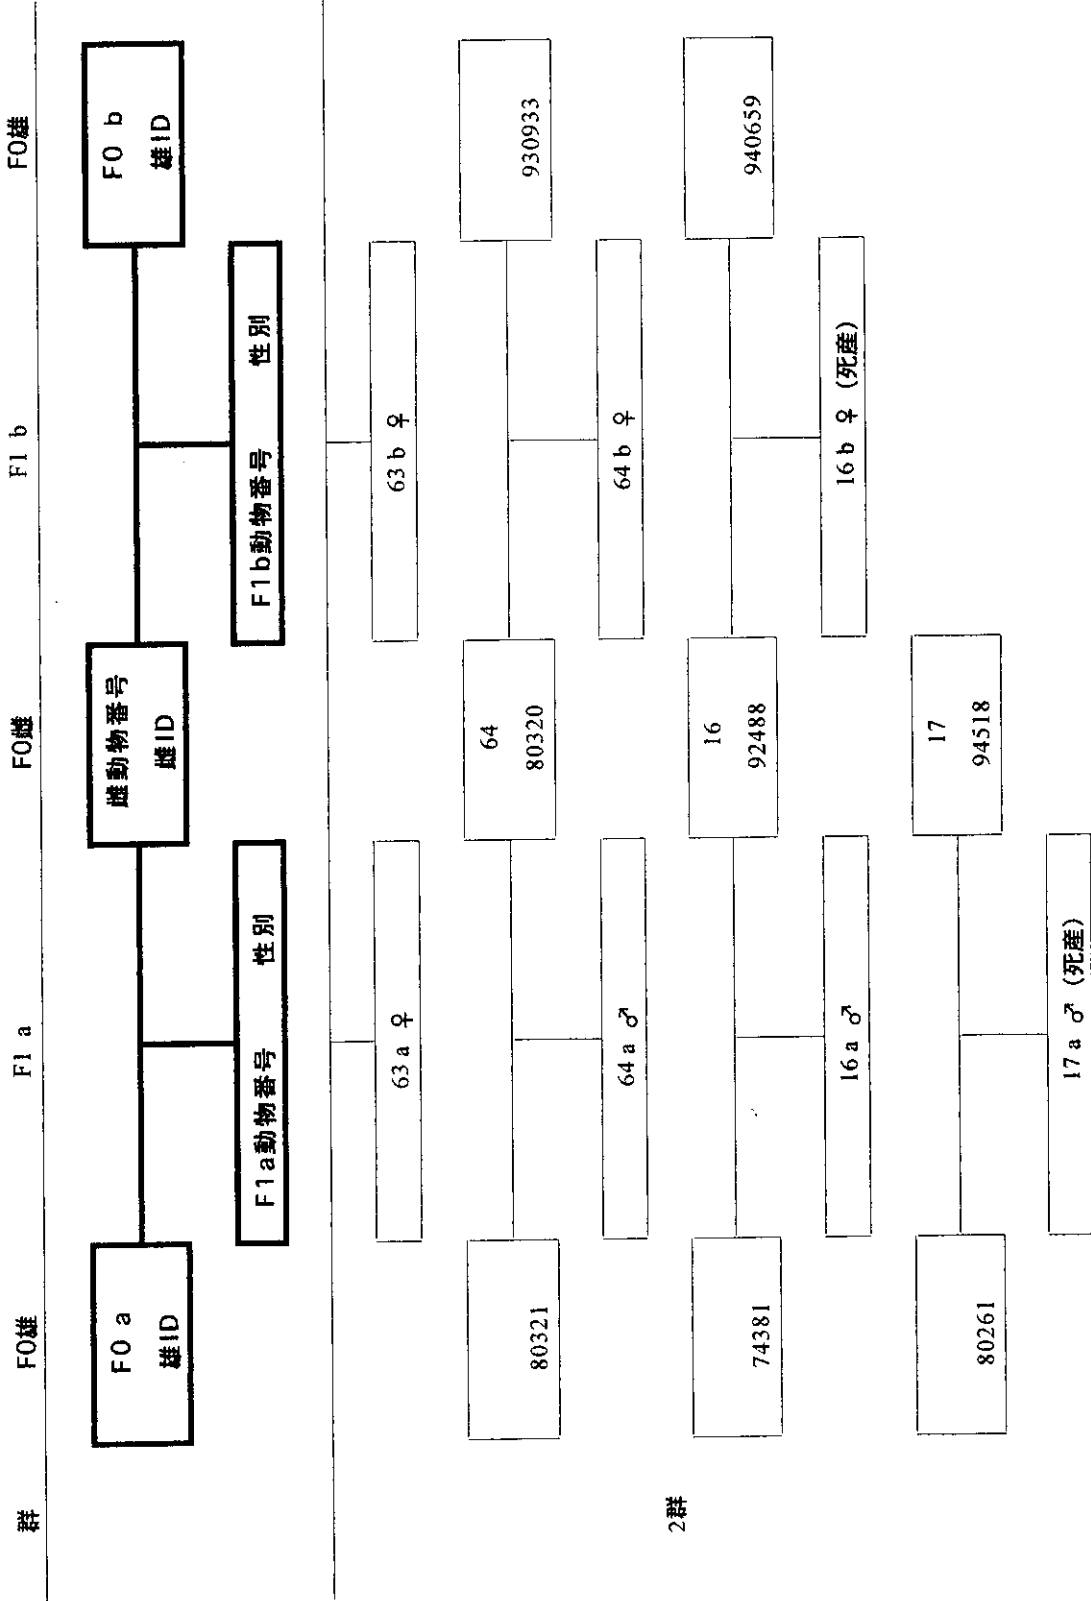 群 F0雄 F1 a F0雌 F1 b F0雄
F0 a
雄ID
雌動物番号
雌ID
F0 b
雄ID
F1a動物番号 性別
F1b動物番号 性別
63 a ♀
63 b ♀
2群
80321
64
80320
930933
64 a ♂
64 b ♀
74381
16
92488
940659
16 a ♂
16 b ♀ (死産)
80261
17
94518
17 a ♂ (死産)